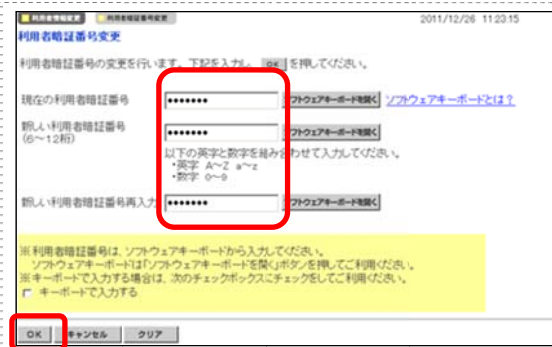 利用者情報変更 利用者暗証番号変更 2011/12/26 11:23:15
利用者暗証番号変更
利用者暗証番号の変更を行います。下記を入力し、 OK を押してください。
現在の利用者暗証番号 ●●●●●●● ソフトウェアキーボードを開く ソフトウェアキーボードとは？
新しい利用者暗証番号
(6～12桁) ●●●●●●● ソフトウェアキーボードを開く
以下の英字と数字を組み合わせて入力してください。
・英字 A～Z a～z
・数字 0～9
新しい利用者暗証番号再入力 ●●●●●●● ソフトウェアキーボードを開く
※利用者暗証番号は、ソフトウェアキーボードから入力してください。
ソフトウェアキーボードは「ソフトウェアキーボードを開く」ボタンを押してご利用ください。
※キーボードで入力する場合は、次のチェックボックスにチェックをしてご利用ください。
キーボードで入力する
OK キャンセル クリア